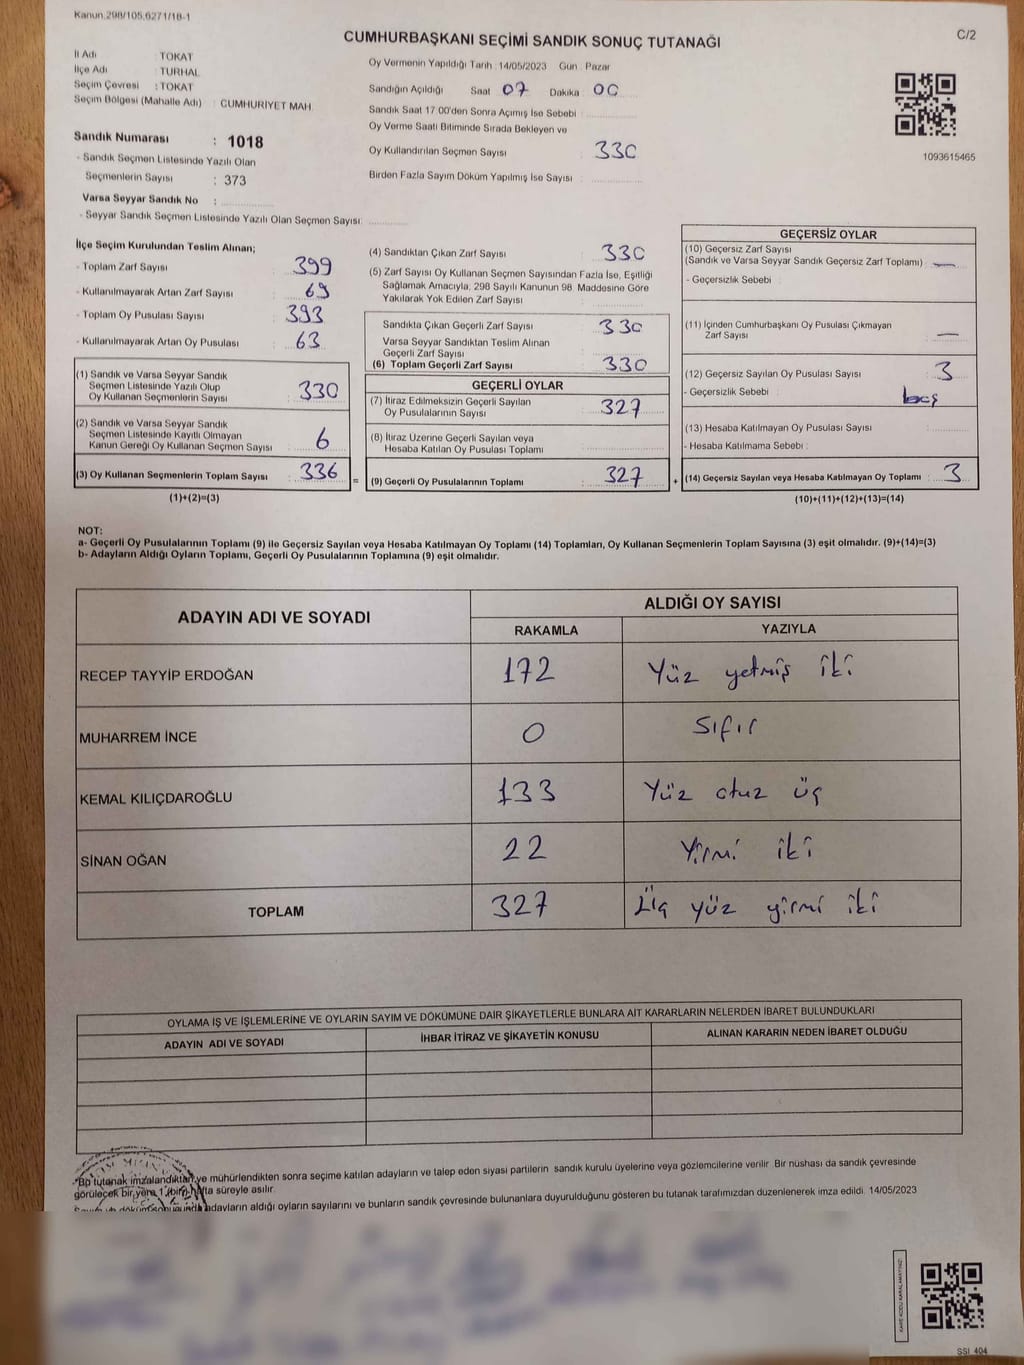 Kanun.298/105,6271/18-1
CUMHURBAŞKANI SEÇİMİ SANDIK SONUÇ TUTANAĞI
C/2
İl Adı : TOKAT
İlçe Adı : TURHAL
Seçim Çevresi : TOKAT
Seçim Bölgesi (Mahalle Adı) : CUMHURİYET MAH.
Sandık Numarası : 1018
- Sandık Seçmen Listesinde Yazılı Olan
Seçmenlerin Sayısı : 373
Varsa Seyyar Sandık No :
- Seyyar Sandık Seçmen Listesinde Yazılı Olan Seçmen Sayısı:
Oy Vermenin Yapıldığı Tarih :14/05/2023 Gün : Pazar
Sandığın Açıldığı Saat 07 Dakika 00
Sandık Saat 17.00'den Sonra Açılmış İse Sebebi :
Oy Verme Saati Bitiminde Sırada Bekleyen ve
Oy Kullandırılan Seçmen Sayısı : 330
Birden Fazla Sayım Döküm Yapılmış İse Sayısı :
1093615465
İlçe Seçim Kurulundan Teslim Alınan;
- Toplam Zarf Sayısı : 399
- Kullanılmayarak Artan Zarf Sayısı : 69
- Toplam Oy Pusulası Sayısı : 393
- Kullanılmayarak Artan Oy Pusulası : 63
(1) Sandık ve Varsa Seyyar Sandık
Seçmen Listesinde Yazılı Olup
Oy Kullanan Seçmenlerin Sayısı : 330
(2) Sandık ve Varsa Seyyar Sandık
Seçmen Listesinde Kayıtlı Olmayan
Kanun Gereği Oy Kullanan Seçmen Sayısı : 6
(3) Oy Kullanan Seçmenlerin Toplam Sayısı : 336
(1)+(2)=(3)
(4) Sandıktan Çıkan Zarf Sayısı : 330
(5) Zarf Sayısı Oy Kullanan Seçmen Sayısından Fazla İse, Eşitliği
Sağlamak Amacıyla, 298 Sayılı Kanunun 98. Maddesine Göre
Yakılarak Yok Edilen Zarf Sayısı :
Sandıkta Çıkan Geçerli Zarf Sayısı : 330
Varsa Seyyar Sandıktan Teslim Alınan
Geçerli Zarf Sayısı :
(6) Toplam Geçerli Zarf Sayısı : 330
GEÇERLİ OYLAR
(7) İtiraz Edilmeksizin Geçerli Sayılan
Oy Pusulalarının Sayısı : 327
(8) İtiraz Üzerine Geçerli Sayılan veya
Hesaba Katılan Oy Pusulası Toplamı :
= (9) Geçerli Oy Pusulalarının Toplamı : 327
GEÇERSİZ OYLAR
(10) Geçersiz Zarf Sayısı
(Sandık ve Varsa Seyyar Sandık Geçersiz Zarf Toplamı) : —
- Geçersizlik Sebebi :
(11) İçinden Cumhurbaşkanı Oy Pusulası Çıkmayan
Zarf Sayısı : —
(12) Geçersiz Sayılan Oy Pusulası Sayısı : 3
- Geçersizlik Sebebi : boş
(13) Hesaba Katılmayan Oy Pusulası Sayısı :
- Hesaba Katılmama Sebebi :
+ (14) Geçersiz Sayılan veya Hesaba Katılmayan Oy Toplamı : 3
(10)+(11)+(12)+(13)=(14)
NOT:
a- Geçerli Oy Pusulalarının Toplamı (9) ile Geçersiz Sayılan veya Hesaba Katılmayan Oy Toplamı (14) Toplamları, Oy Kullanan Seçmenlerin Toplam Sayısına (3) eşit olmalıdır. (9)+(14)=(3)
b- Adayların Aldığı Oyların Toplamı, Geçerli Oy Pusulalarının Toplamına (9) eşit olmalıdır.
ADAYIN ADI VE SOYADI ALDIĞI OY SAYISI
RAKAMLA YAZIYLA
RECEP TAYYİP ERDOĞAN 172 Yüz yetmiş iki
MUHARREM İNCE 0 Sıfır
KEMAL KILIÇDAROĞLU 133 Yüz otuz üç
SİNAN OĞAN 22 Yirmi iki
TOPLAM 327 Üç yüz yirmi iki
OYLAMA İŞ VE İŞLEMLERİNE VE OYLARIN SAYIM VE DÖKÜMÜNE DAİR ŞİKAYETLERLE BUNLARA AİT KARARLARIN NELERDEN İBARET BULUNDUKLARI
ADAYIN ADI VE SOYADI İHBAR İTİRAZ VE ŞİKAYETİN KONUSU ALINAN KARARIN NEDEN İBARET OLDUĞU
*Bu tutanak imzalandıktan ve mühürlendikten sonra seçime katılan adayların ve talep eden siyasi partilerin sandık kurulu üyelerine veya gözlemcilerine verilir. Bir nüshası da sandık çevresinde
görülecek bir yere 1 (bir) hafta süreyle asılır.
adayların aldığı oyların sayılarını ve bunların sandık çevresinde bulunanlara duyurulduğunu gösteren bu tutanak tarafımızdan düzenlenerek imza edildi. 14/05/2023
KARE KODU KARALAMAYINIZ!
SSI_404